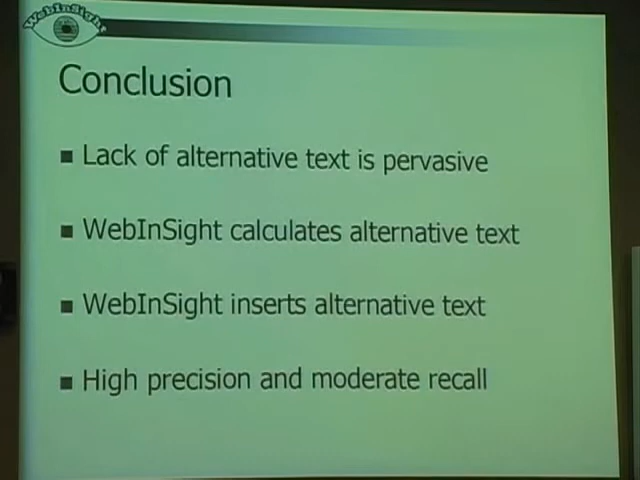 WebInSight
Conclusion
Lack of alternative text is pervasive
WebInSight calculates alternative text
WebInSight inserts alternative text
High precision and moderate recall